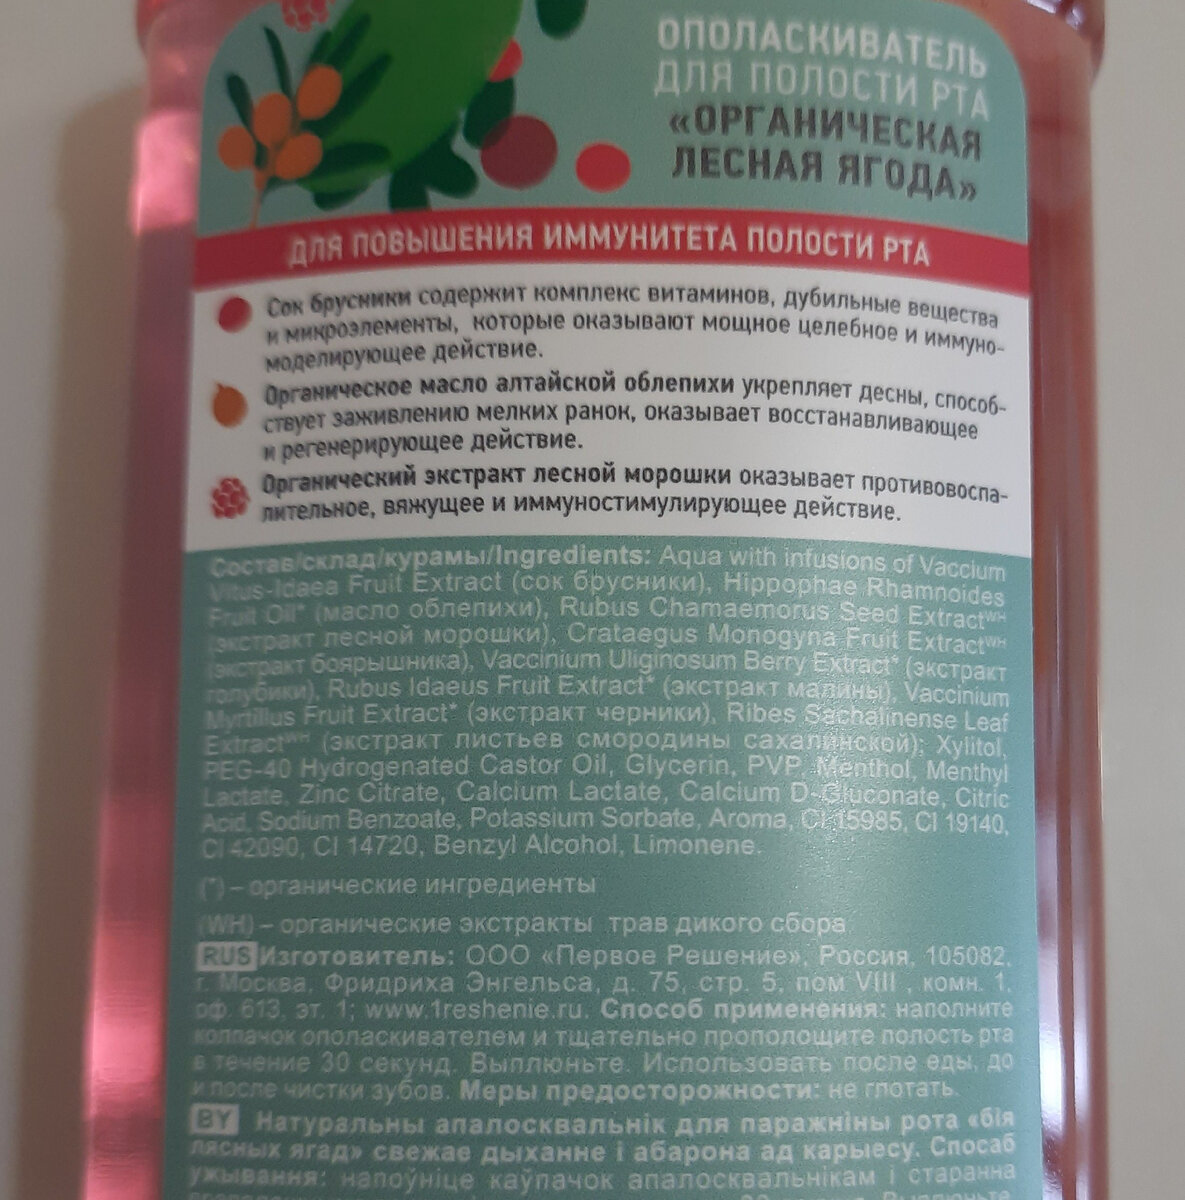 ОПОЛАСКИВАТЕЛЬ
ДЛЯ ПОЛОСТИ РТА
«ОРГАНИЧЕСКАЯ
ЛЕСНАЯ ЯГОДА»
ДЛЯ ПОВЫШЕНИЯ ИММУНИТЕТА ПОЛОСТИ РТА
Сок брусники содержит комплекс витаминов, дубильные вещества
и микроэлементы, которые оказывают мощное целебное и иммуно-
моделирующее действие.
Органическое масло алтайской облепихи укрепляет десны, способ-
ствует заживлению мелких ранок, оказывает восстанавливающее
и регенерирующее действие.
Органический экстракт лесной морошки оказывает противовоспа-
лительное, вяжущее и иммуностимулирующее действие.
Состав/склад/курамы/Ingredients: Aqua with infusions of Vaccium
Vitus-Idaea Fruit Extract (сок брусники), Hippophae Rhamnoides
Fruit Oil* (масло облепихи), Rubus Chamaemorus Seed Extract^WH
(экстракт лесной морошки), Crataegus Monogyna Fruit Extract^WH
(экстракт боярышника), Vaccinium Uliginosum Berry Extract* (экстракт
голубики), Rubus Idaeus Fruit Extract* (экстракт малины), Vaccinium
Myrtillus Fruit Extract* (экстракт черники), Ribes Sachalinense Leaf
Extract^WH (экстракт листьев смородины сахалинской); Xylitol,
PEG-40 Hydrogenated Castor Oil, Glycerin, PVP, Menthol, Menthyl
Lactate, Zinc Citrate, Calcium Lactate, Calcium D-Gluconate, Citric
Acid, Sodium Benzoate, Potassium Sorbate, Aroma, CI 15985, CI 19140,
CI 42090, CI 14720, Benzyl Alcohol, Limonene.
(*) – органические ингредиенты
(WH) – органические экстракты трав дикого сбора
RUS Изготовитель: ООО «Первое Решение», Россия, 105082,
г. Москва, Фридриха Энгельса, д. 75, стр. 5, пом VIII , комн. 1,
оф. 613, эт. 1; www.1reshenie.ru. Способ применения: наполните
колпачок ополаскивателем и тщательно прополощите полость рта
в течение 30 секунд. Выплюньте. Использовать после еды, до
и после чистки зубов. Меры предосторожности: не глотать.
BY Натуральны апалосквальнік для паражніны рота «бія
лясных ягад» свежае дыханне і абарона ад карыесу. Спосаб
ужывання: напоўніце каўпачок апалосквальнікам і старанна